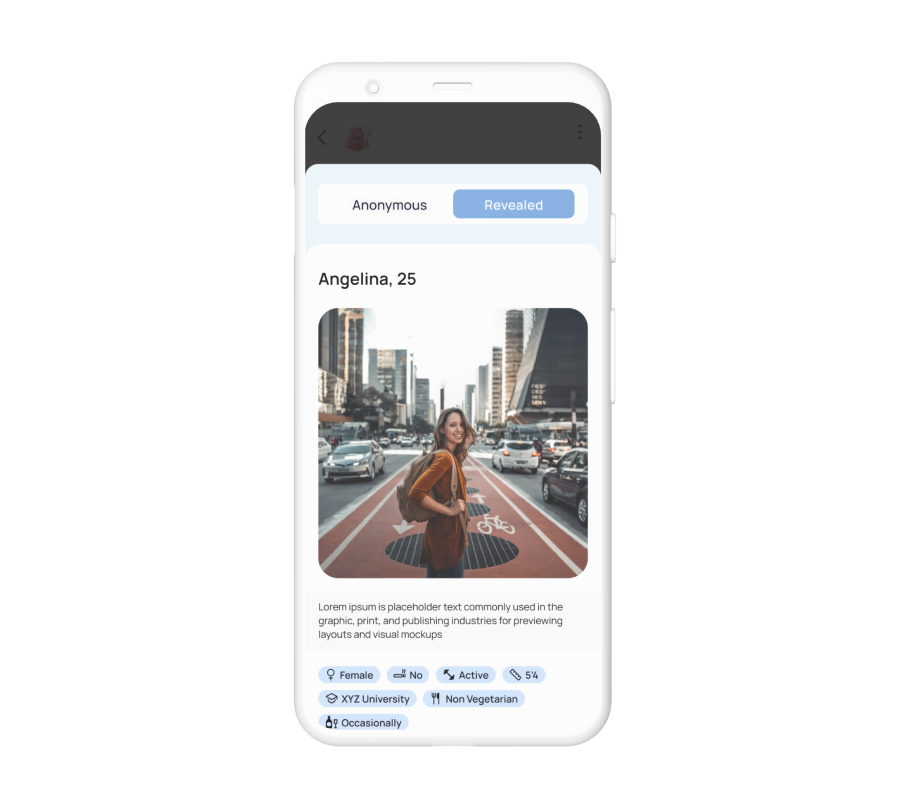 Anonymous
Revealed
Angelina, 25
Lorem ipsum is placeholder text commonly used in the
graphic, print, and publishing industries for previewing
layouts and visual mockups
Female
No
Active
5'4
XYZ University
Non Vegetarian
Occasionally